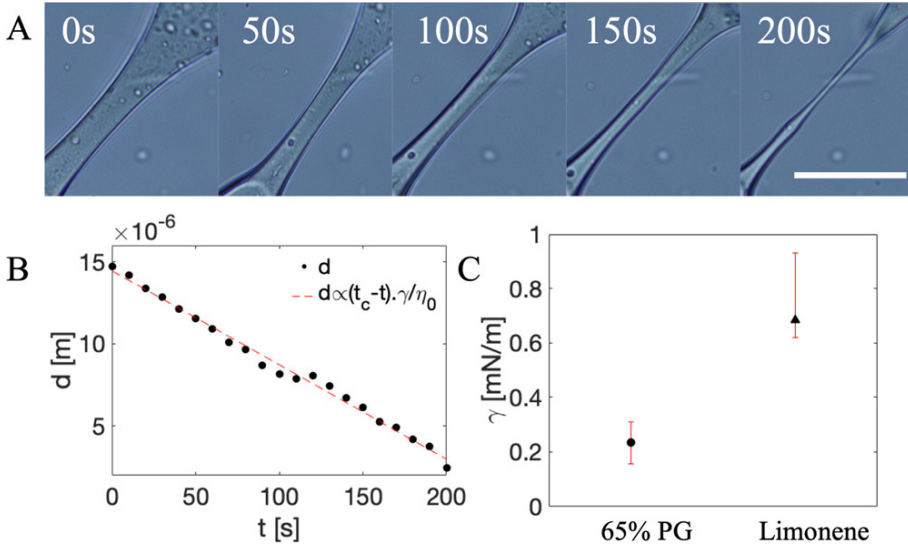 A
0s
50s
100s
150s
200s
B
×10⁻⁶
15
10
5
d [m]
d
d∝(t_c-t).γ/η₀
0
50
100
150
200
t [s]
C
1
0.8
0.6
0.4
0.2
0
γ [mN/m]
65% PG
Limonene